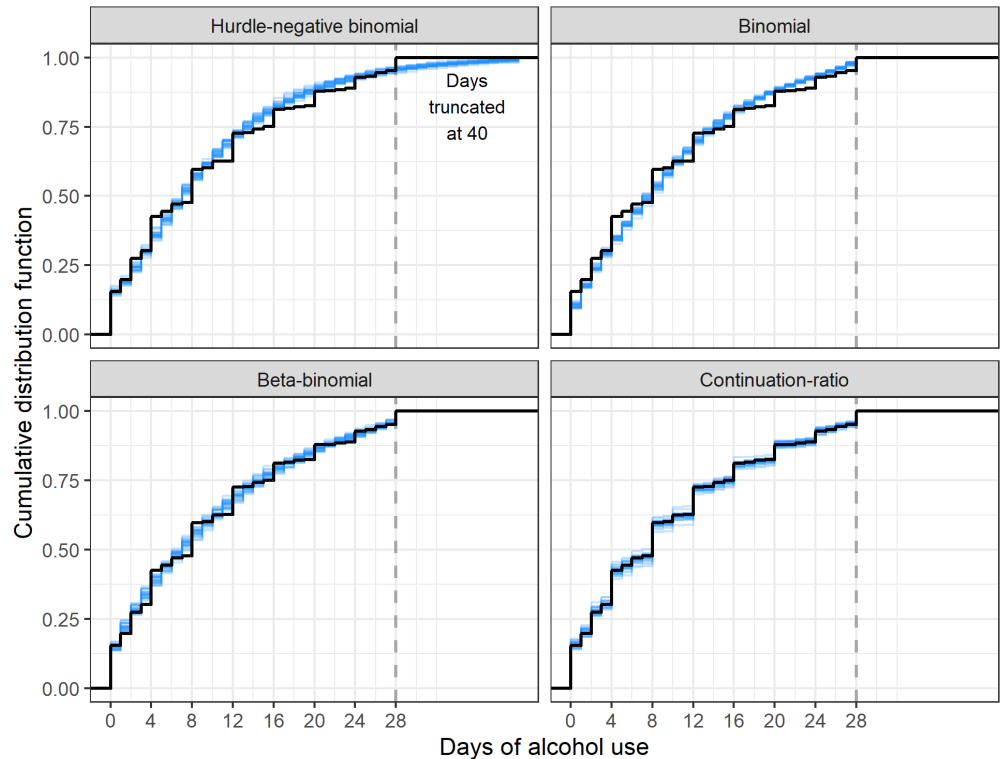 Hurdle-negative binomial
Binomial
Days
truncated
at 40
1.00
0.75
0.50
0.25
0.00
Beta-binomial
Continuation-ratio
1.00
0.75
0.50
0.25
0.00
0 4 8 12 16 20 24 28
0 4 8 12 16 20 24 28
Cumulative distribution function
Days of alcohol use